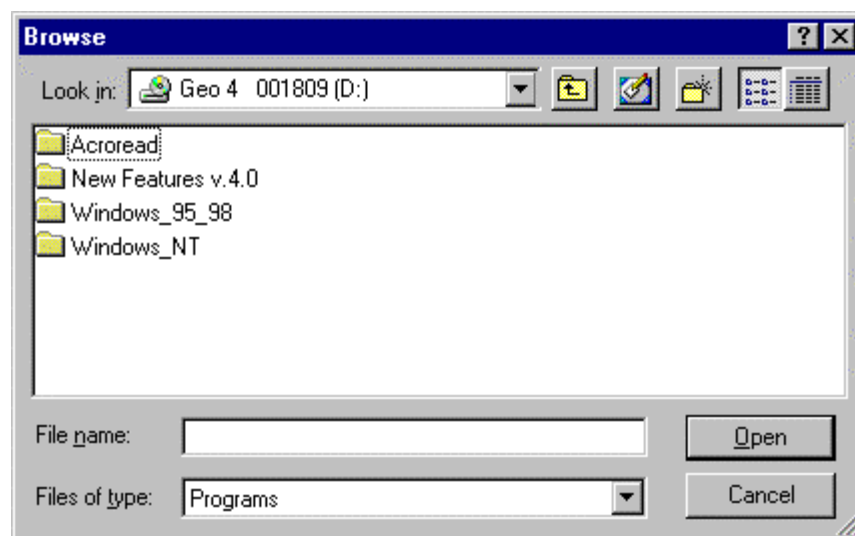 Browse
Look in: Geo 4 001809 (D:)
Acroread
New Features v.4.0
Windows_95_98
Windows_NT
File name:
Open
Files of type: Programs
Cancel